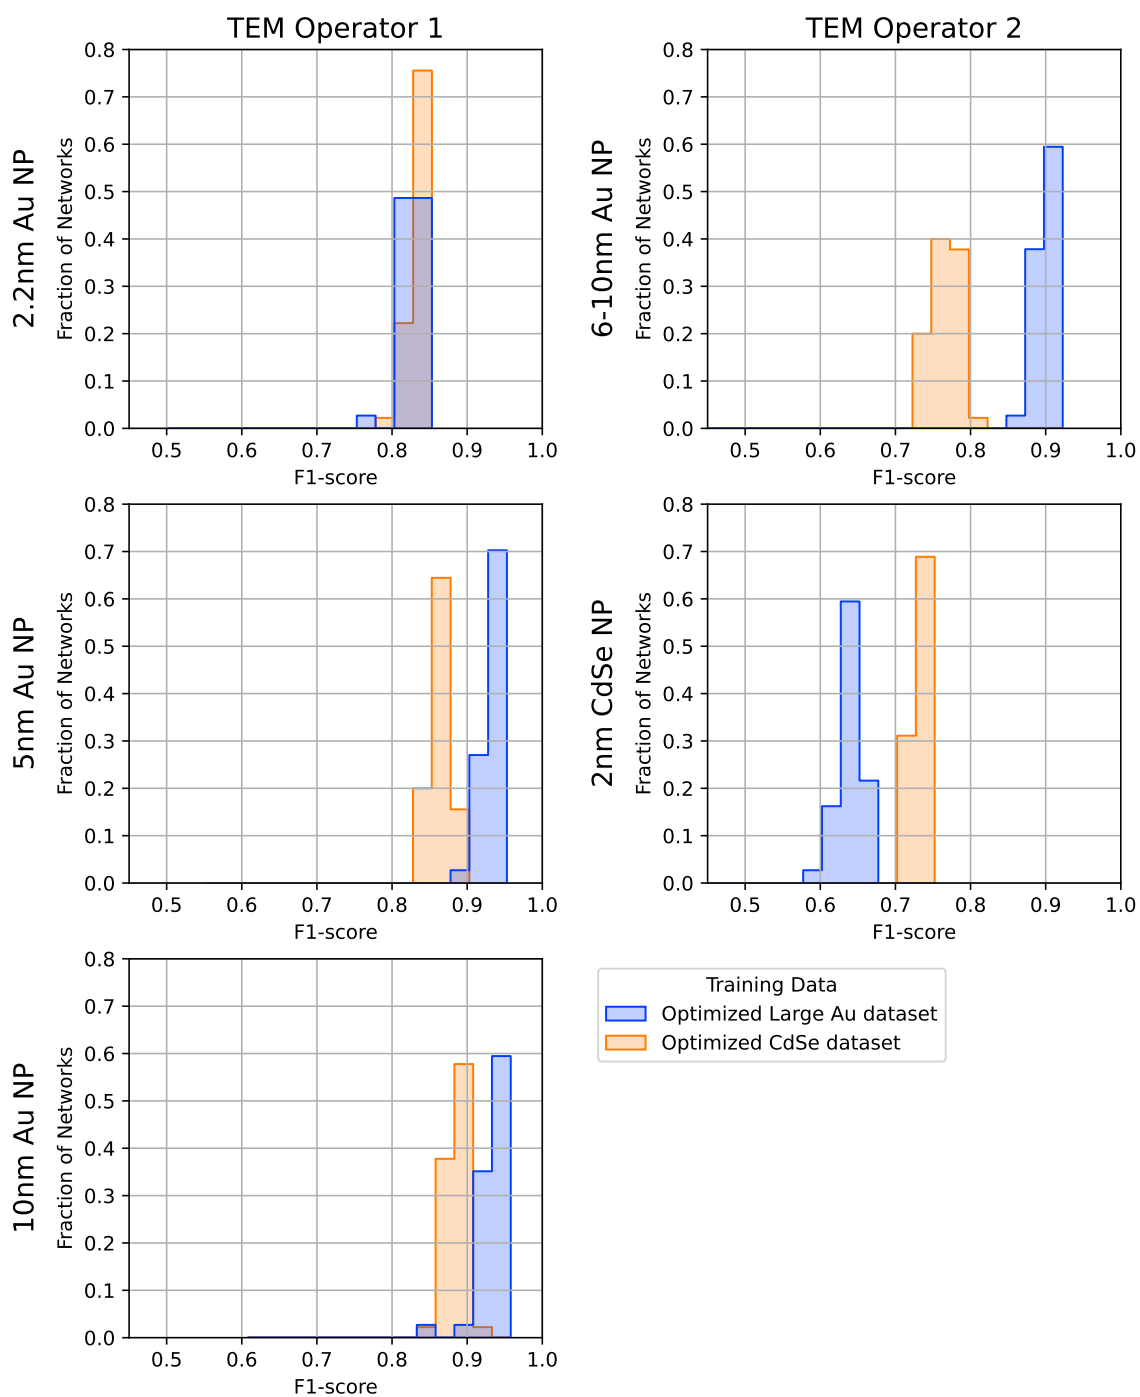 TEM Operator 1
2.2nm Au NP
Fraction of Networks
0.8
0.7
0.6
0.5
0.4
0.3
0.2
0.1
0.0
0.5 0.6 0.7 0.8 0.9 1.0
F1-score
TEM Operator 2
6-10nm Au NP
Fraction of Networks
0.8
0.7
0.6
0.5
0.4
0.3
0.2
0.1
0.0
0.5 0.6 0.7 0.8 0.9 1.0
F1-score
5nm Au NP
Fraction of Networks
0.8
0.7
0.6
0.5
0.4
0.3
0.2
0.1
0.0
0.5 0.6 0.7 0.8 0.9 1.0
F1-score
2nm CdSe NP
Fraction of Networks
0.8
0.7
0.6
0.5
0.4
0.3
0.2
0.1
0.0
0.5 0.6 0.7 0.8 0.9 1.0
F1-score
10nm Au NP
Fraction of Networks
0.8
0.7
0.6
0.5
0.4
0.3
0.2
0.1
0.0
0.5 0.6 0.7 0.8 0.9 1.0
F1-score
Training Data
Optimized Large Au dataset
Optimized CdSe dataset